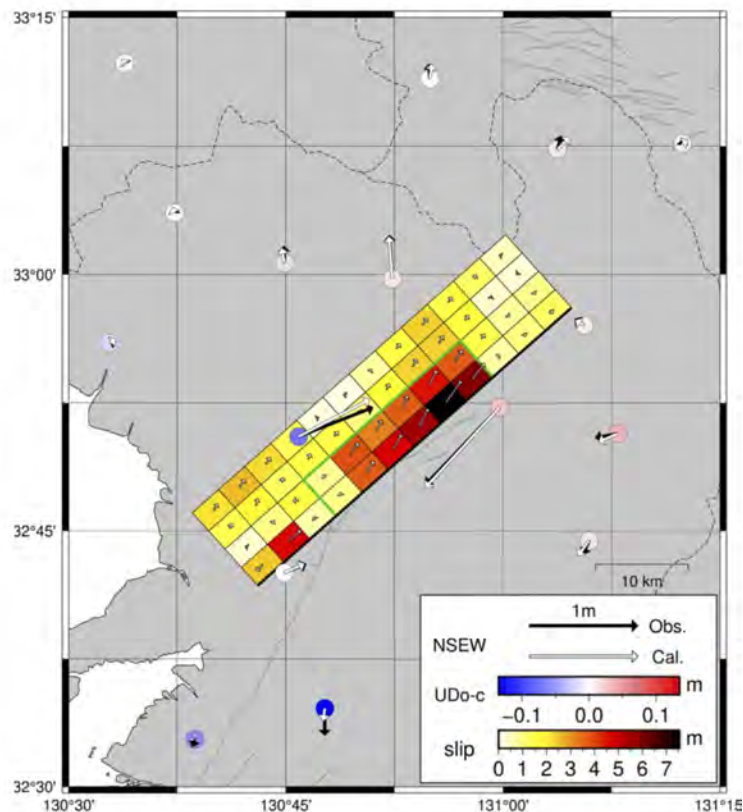 33°15'
33°00'
32°45'
32°30'
130°30'
130°45'
131°00'
131°15'
10 km
1m
NSEW
Obs.
Cal.
UDo-c
m
−0.1 0.0 0.1
slip
m
0 1 2 3 4 5 6 7